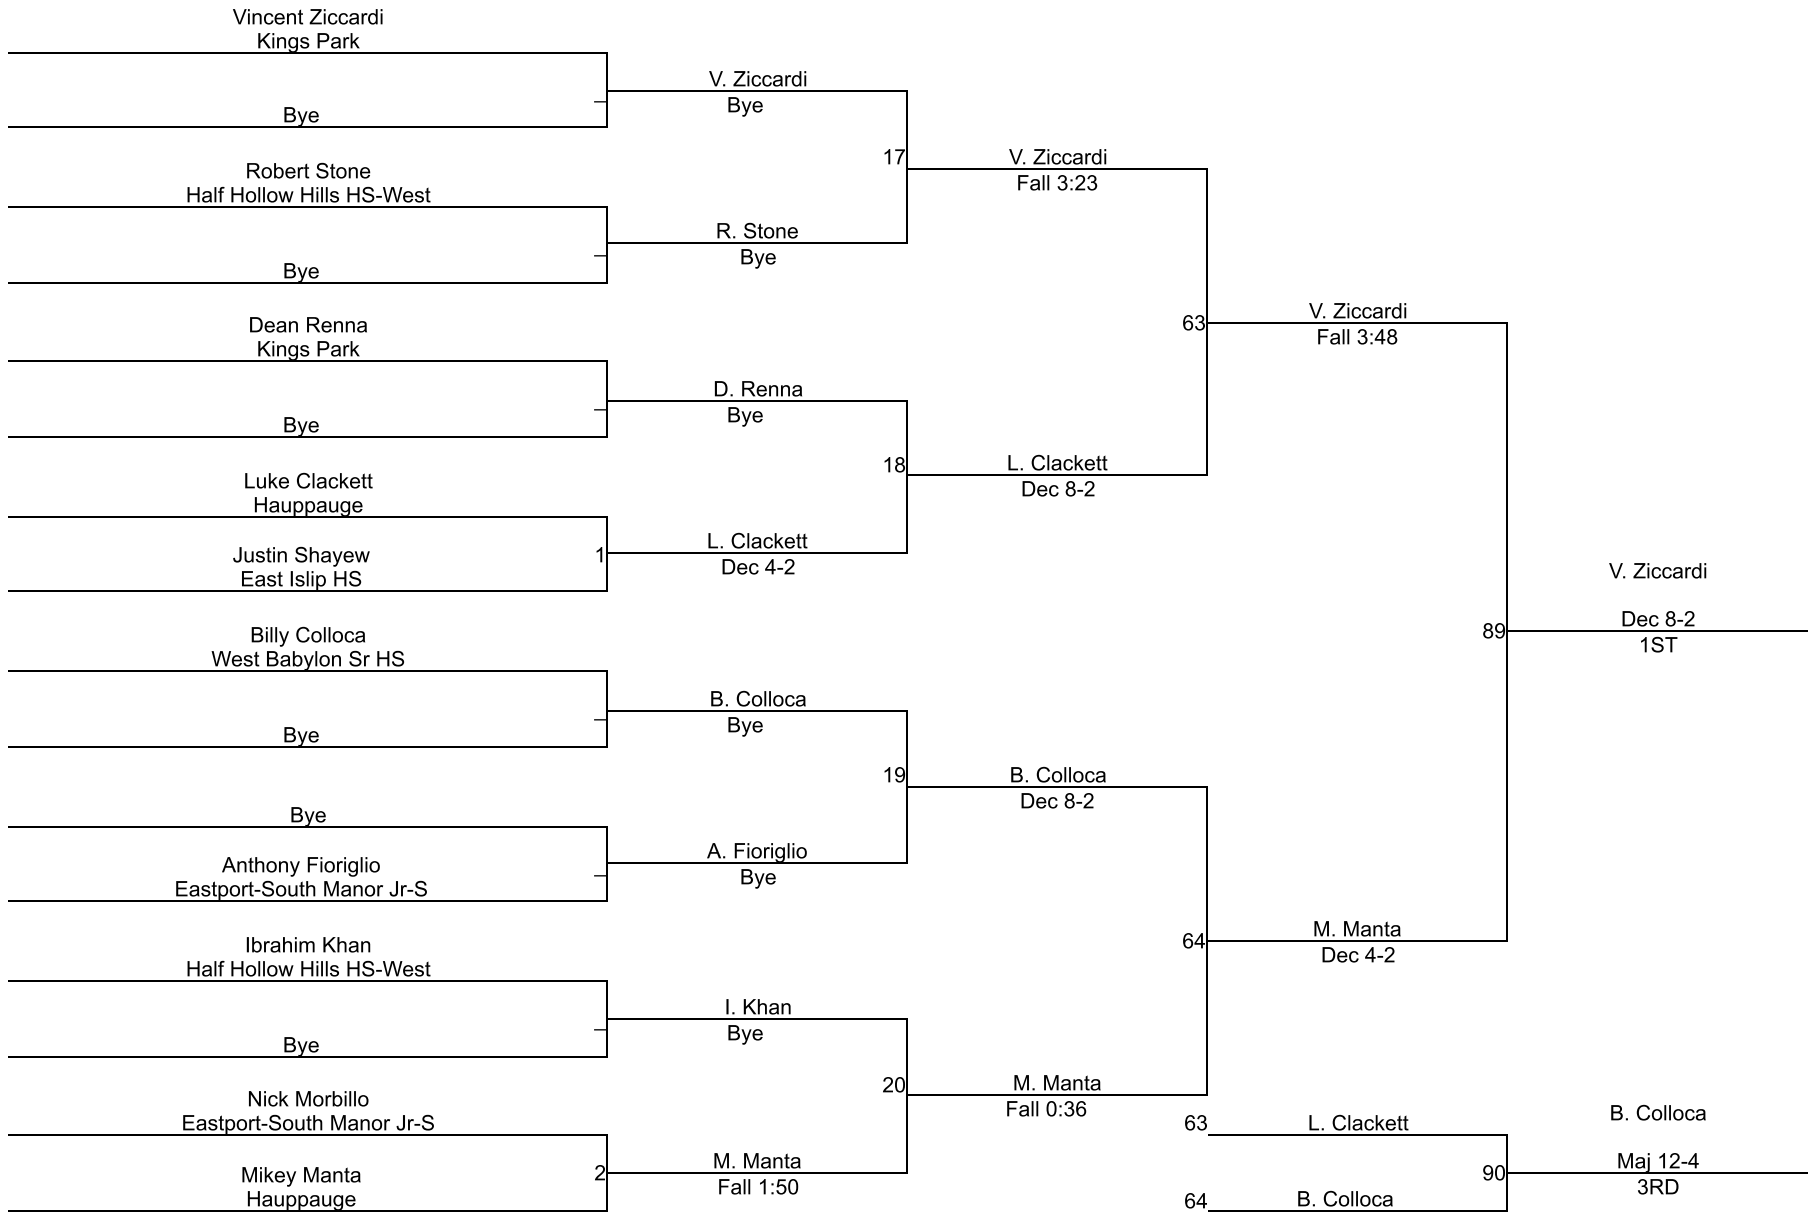 Vincent Ziccardi
Kings Park
Bye
Robert Stone
Half Hollow Hills HS-West
Bye
Dean Renna
Kings Park
Bye
Luke Clackett
Hauppauge
Justin Shayew
East Islip HS
Billy Colloca
West Babylon Sr HS
Bye
Bye
Anthony Fioriglio
Eastport-South Manor Jr-S
Ibrahim Khan
Half Hollow Hills HS-West
Bye
Nick Morbillo
Eastport-South Manor Jr-S
Mikey Manta
Hauppauge
V. Ziccardi
Bye
R. Stone
Bye
D. Renna
Bye
1
L. Clackett
Dec 4-2
B. Colloca
Bye
A. Fioriglio
Bye
I. Khan
Bye
2
M. Manta
Fall 1:50
17
V. Ziccardi
Fall 3:23
18
L. Clackett
Dec 8-2
19
B. Colloca
Dec 8-2
20
M. Manta
Fall 0:36
63
V. Ziccardi
Fall 3:48
64
M. Manta
Dec 4-2
63
L. Clackett
64
B. Colloca
89
V. Ziccardi
Dec 8-2
1ST
90
B. Colloca
Maj 12-4
3RD